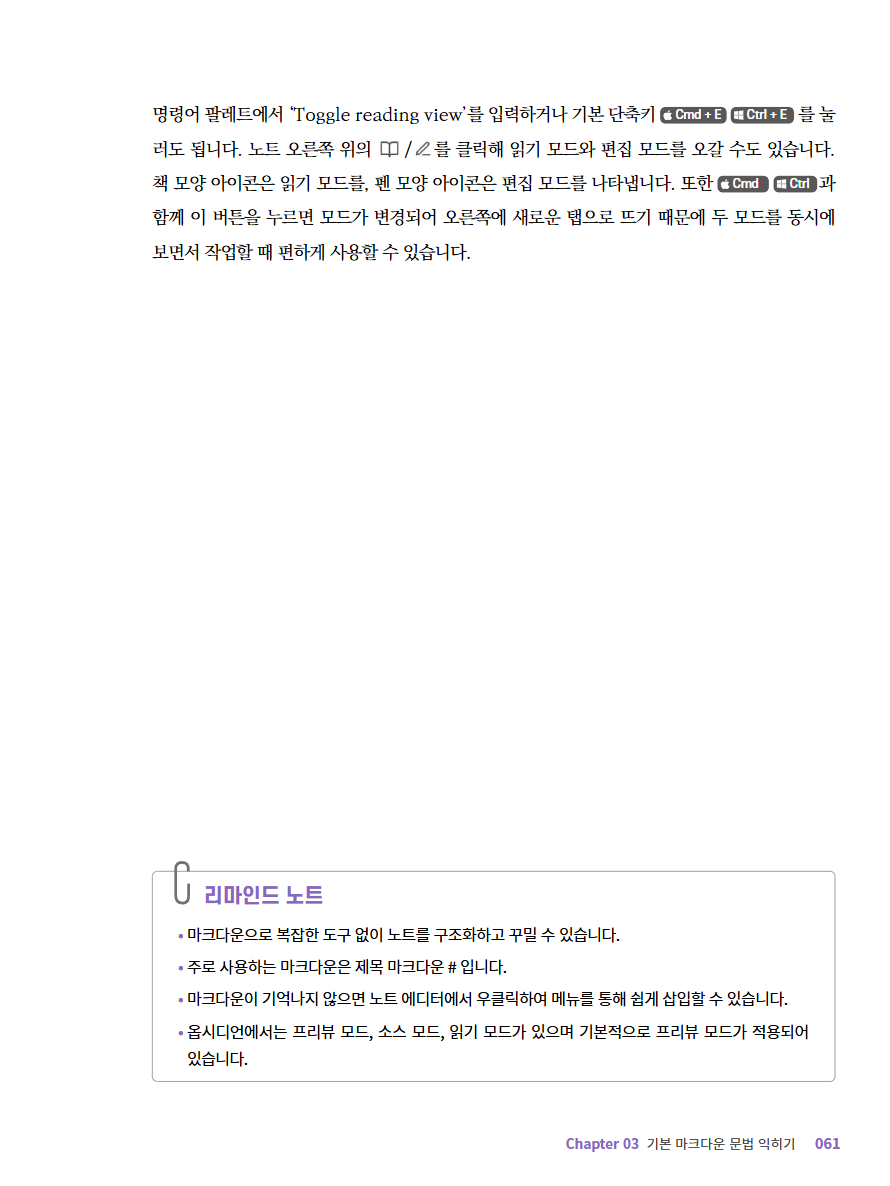 명령어 팔레트에서 ‘Toggle reading view’를 입력하거나 기본 단축키 Cmd + E Ctrl + E 를 눌
러도 됩니다. 노트 오른쪽 위의 / 를 클릭해 읽기 모드와 편집 모드를 오갈 수도 있습니다.
책 모양 아이콘은 읽기 모드를, 펜 모양 아이콘은 편집 모드를 나타냅니다. 또한 Cmd Ctrl 과
함께 이 버튼을 누르면 모드가 변경되어 오른쪽에 새로운 탭으로 뜨기 때문에 두 모드를 동시에
보면서 작업할 때 편하게 사용할 수 있습니다.
리마인드 노트
• 마크다운으로 복잡한 도구 없이 노트를 구조화하고 꾸밀 수 있습니다.
• 주로 사용하는 마크다운은 제목 마크다운 # 입니다.
• 마크다운이 기억나지 않으면 노트 에디터에서 우클릭하여 메뉴를 통해 쉽게 삽입할 수 있습니다.
• 옵시디언에서는 프리뷰 모드, 소스 모드, 읽기 모드가 있으며 기본적으로 프리뷰 모드가 적용되어
있습니다.
Chapter 03 기본 마크다운 문법 익히기 061